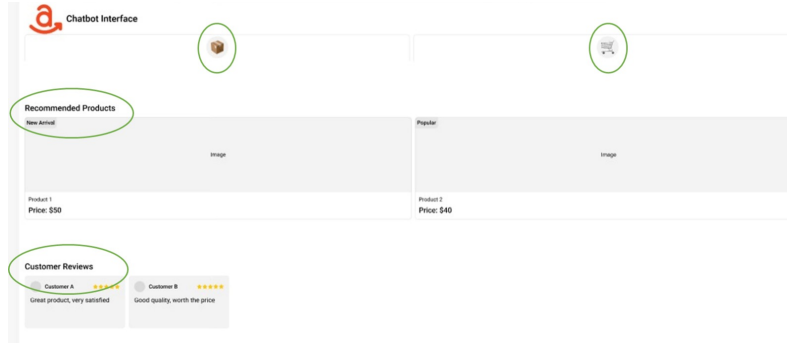 a
Chatbot Interface
Recommended Products
New Arrival
Popular
Image
Image
Product 1
Product 2
Price: $50
Price: $40
Customer Reviews
Customer A
Customer B
Great product, very satisfied
Good quality, worth the price